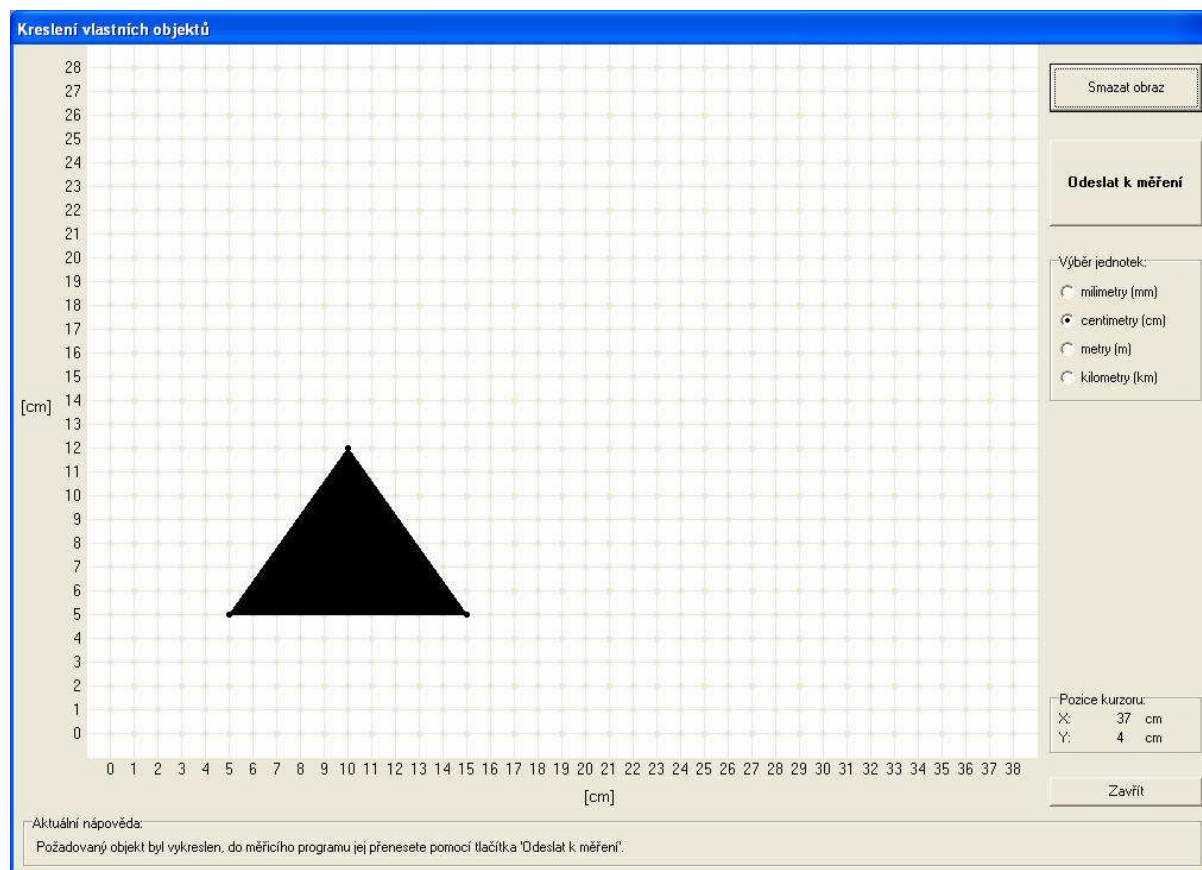 Kreslení vlastních objektů
28
27
26
25
24
23
22
21
20
19
18
17
16
15
14
13
12
11
10
9
8
7
6
5
4
3
2
1
0
[cm]
0 1 2 3 4 5 6 7 8 9 10 11 12 13 14 15 16 17 18 19 20 21 22 23 24 25 26 27 28 29 30 31 32 33 34 35 36 37 38
[cm]
Smazat obraz
Odeslat k měření
Výběr jednotek:
milimetry (mm)
centimetry (cm)
metry (m)
kilometry (km)
Pozice kurzoru:
X: 37 cm
Y: 4 cm
Zavřít
Aktuální nápověda:
Požadovaný objekt byl vykreslen, do měřicího programu jej přenesete pomocí tlačítka 'Odeslat k měření'.